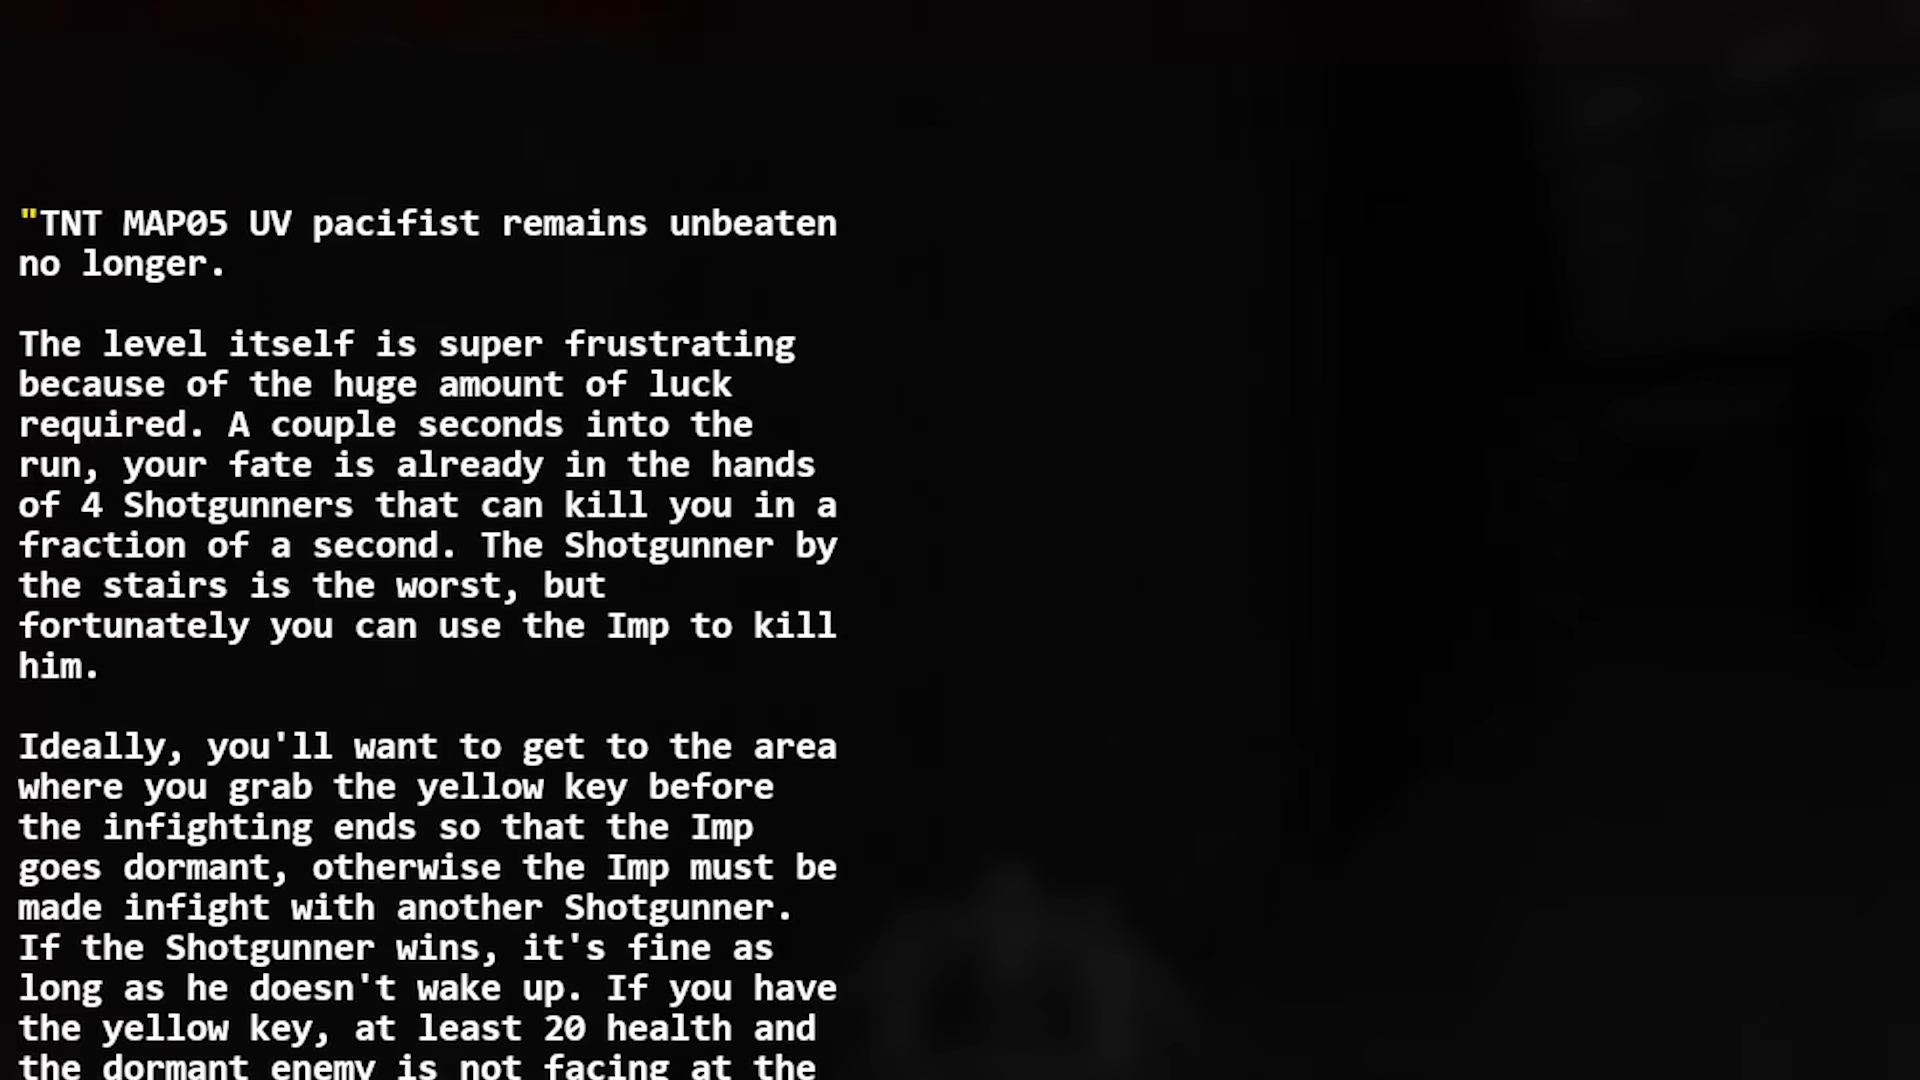 "TNT MAP05 UV pacifist remains unbeaten
no longer.
The level itself is super frustrating
because of the huge amount of luck
required. A couple seconds into the
run, your fate is already in the hands
of 4 Shotgunners that can kill you in a
fraction of a second. The Shotgunner by
the stairs is the worst, but
fortunately you can use the Imp to kill
him.
Ideally, you'll want to get to the area
where you grab the yellow key before
the infighting ends so that the Imp
goes dormant, otherwise the Imp must be
made infight with another Shotgunner.
If the Shotgunner wins, it's fine as
long as he doesn't wake up. If you have
the yellow key, at least 20 health and
the dormant enemy is not facing at the